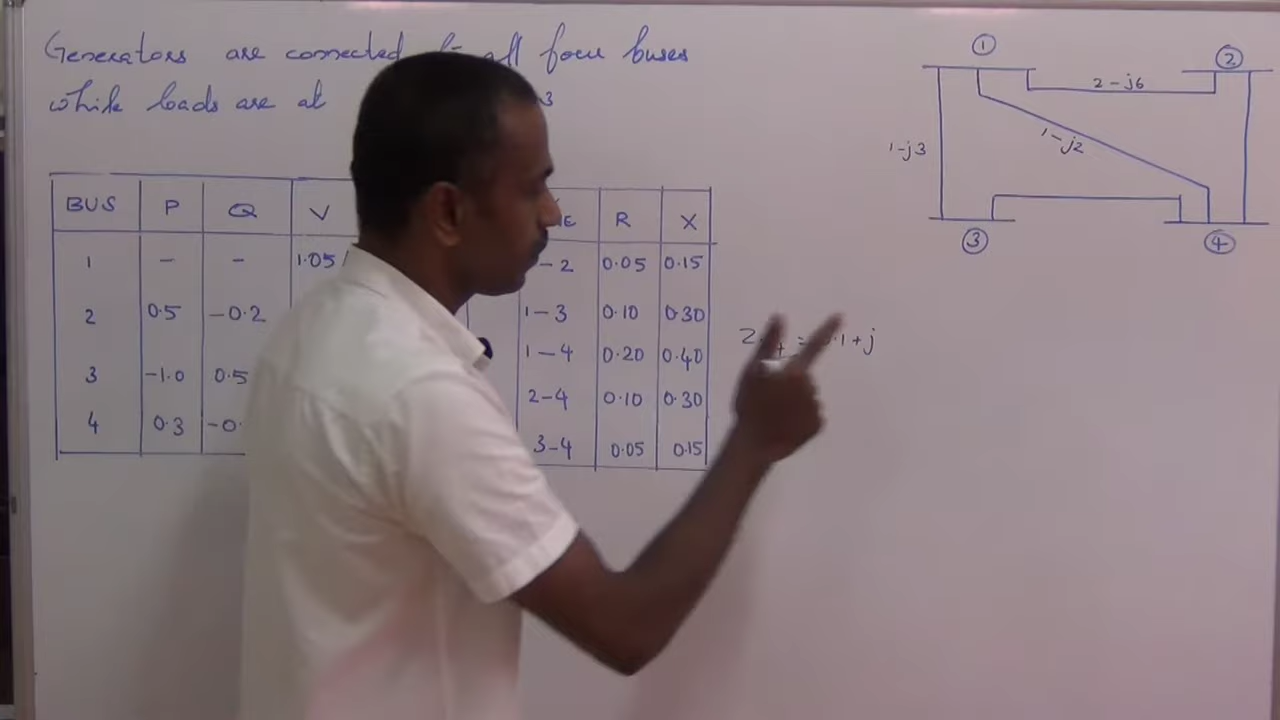 Generators are connected all four buses
while loads are at 3
BUS P Q V
1 - - 1.05
2 0.5 -0.2
3 -1.0 0.5
4 0.3
R X
-2 0.05 0.15
1-3 0.10 0.30
1-4 0.20 0.40
2-4 0.10 0.30
3-4 0.05 0.15
1
2
2-j6
1-j2
1-j3
3
4
= 0.1+j